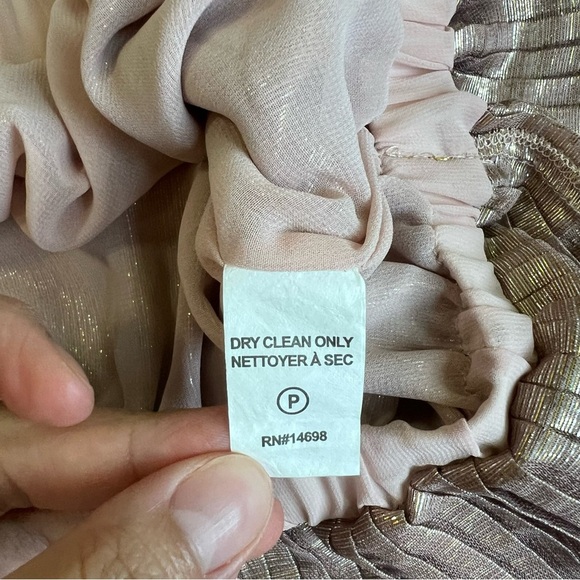 DRY CLEAN ONLY
NETTOYER À SEC
P
RN#14698